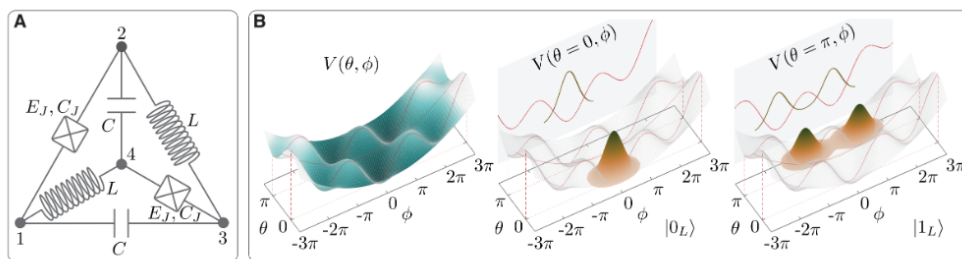 A
2
E_J, C_J
C
L
4
L
E_J, C_J
1
C
3
B
V(θ, ϕ)
θ 0 π
-3π -2π -π 0 π 2π 3π
ϕ
V(θ = 0, ϕ)
θ 0 π
-3π -2π -π 0 π 2π 3π
ϕ
|0_L⟩
V(θ = π, ϕ)
θ 0 π
-3π -2π -π 0 π 2π 3π
ϕ
|1_L⟩